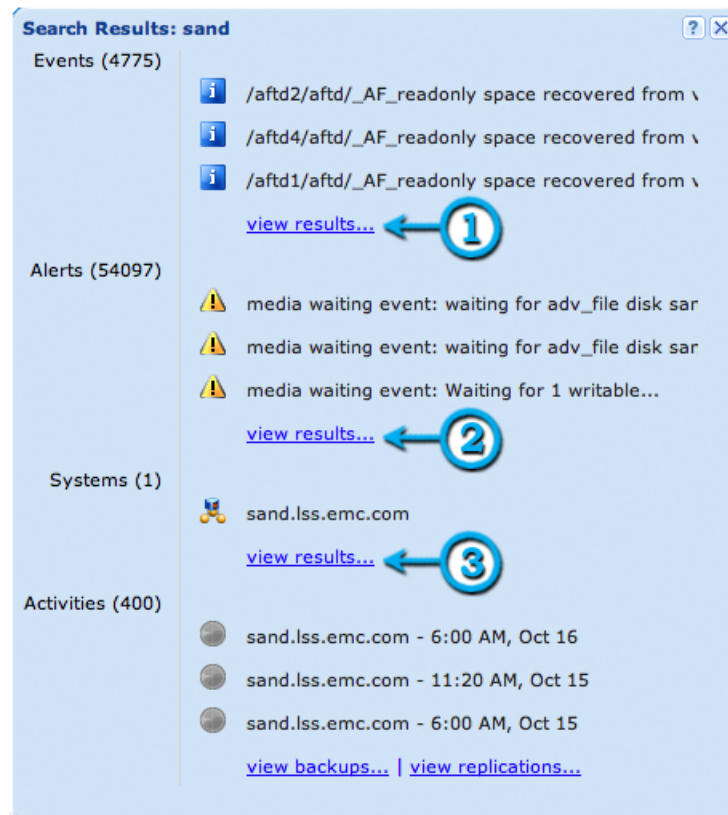 Search Results: sand
?
Events (4775)
i /aftd2/aftd/_AF_readonly space recovered from
i /aftd4/aftd/_AF_readonly space recovered from
i /aftd1/aftd/_AF_readonly space recovered from
view results... 1
Alerts (54097)
media waiting event: waiting for adv_file disk
media waiting event: waiting for adv_file disk
media waiting event: Waiting for 1 writable...
view results... 2
Systems (1)
sand.lss.emc.com
view results... 3
Activities (400)
sand.lss.emc.com - 6:00 AM, Oct 16
sand.lss.emc.com - 11:20 AM, Oct 15
sand.lss.emc.com - 6:00 AM, Oct 15
view backups... | view replications...